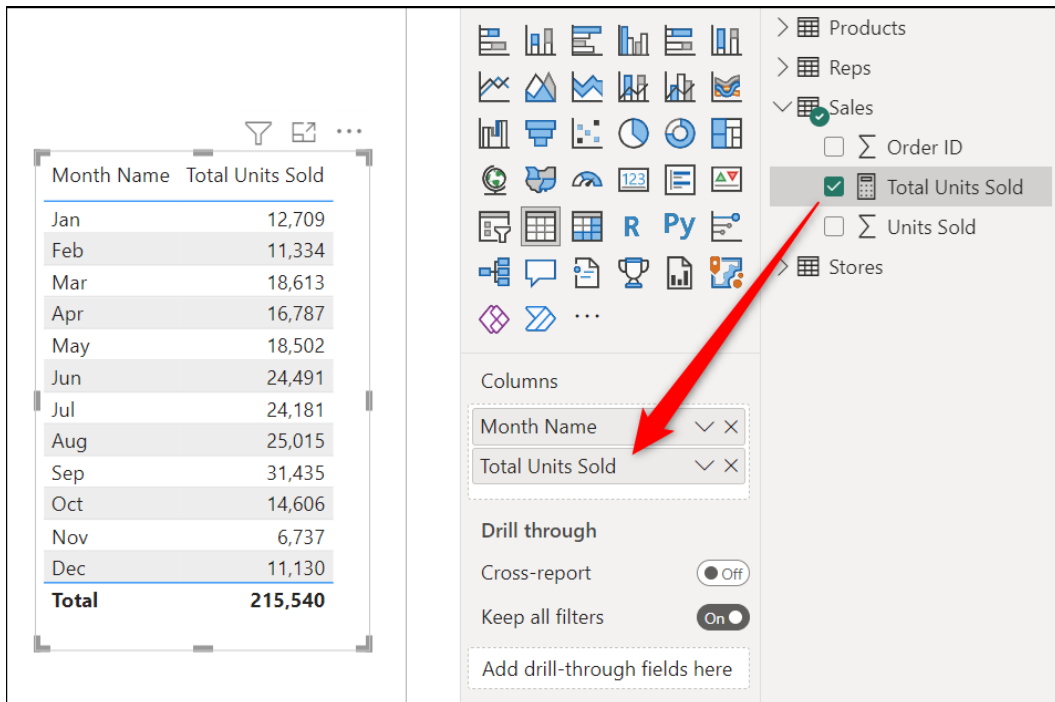 Month Name Total Units Sold
Jan 12,709
Feb 11,334
Mar 18,613
Apr 16,787
May 18,502
Jun 24,491
Jul 24,181
Aug 25,015
Sep 31,435
Oct 14,606
Nov 6,737
Dec 11,130
Total 215,540
123
R Py
Columns
Month Name
Total Units Sold
Drill through
Cross-report Off
Keep all filters On
Add drill-through fields here
Products
Reps
Sales
Order ID
Total Units Sold
Units Sold
Stores